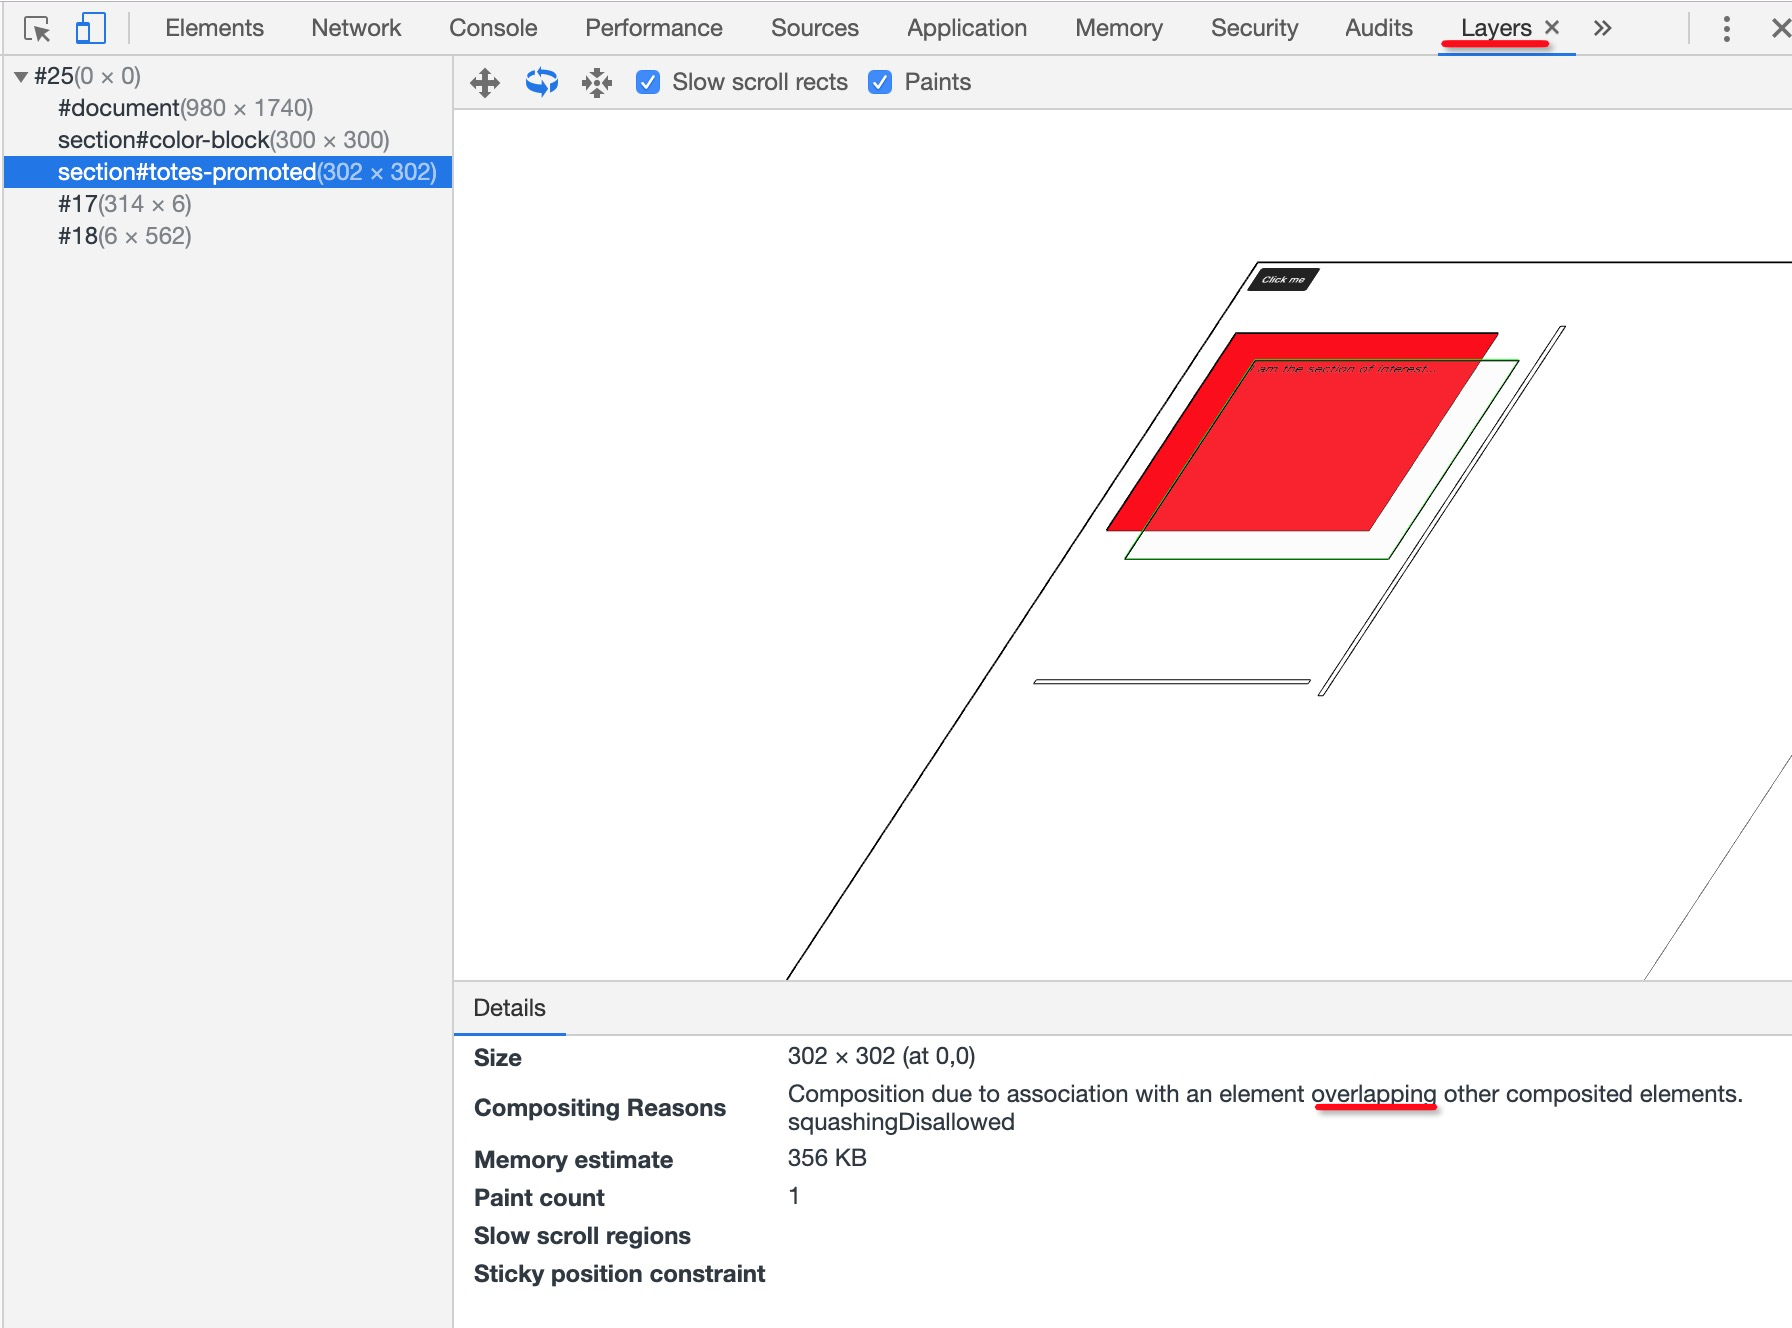 Elements Network Console Performance Sources Application Memory Security Audits Layers
#25(0 × 0)
Slow scroll rects Paints
#document(980 × 1740)
section#color-block(300 × 300)
section#totes-promoted(302 × 302)
#17(314 × 6)
#18(6 × 562)
Click me
am the section of interest...
Details
Size 302 × 302 (at 0,0)
Compositing Reasons Composition due to association with an element overlapping other composited elements.
squashingDisallowed
Memory estimate 356 KB
Paint count 1
Slow scroll regions
Sticky position constraint